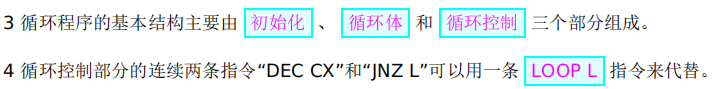 3 循环程序的基本结构主要由 初始化 、 循环体 和 循环控制 三个部分组成。
4 循环控制部分的连续两条指令“DEC CX”和“JNZ L”可以用一条 LOOP L 指令来代替。